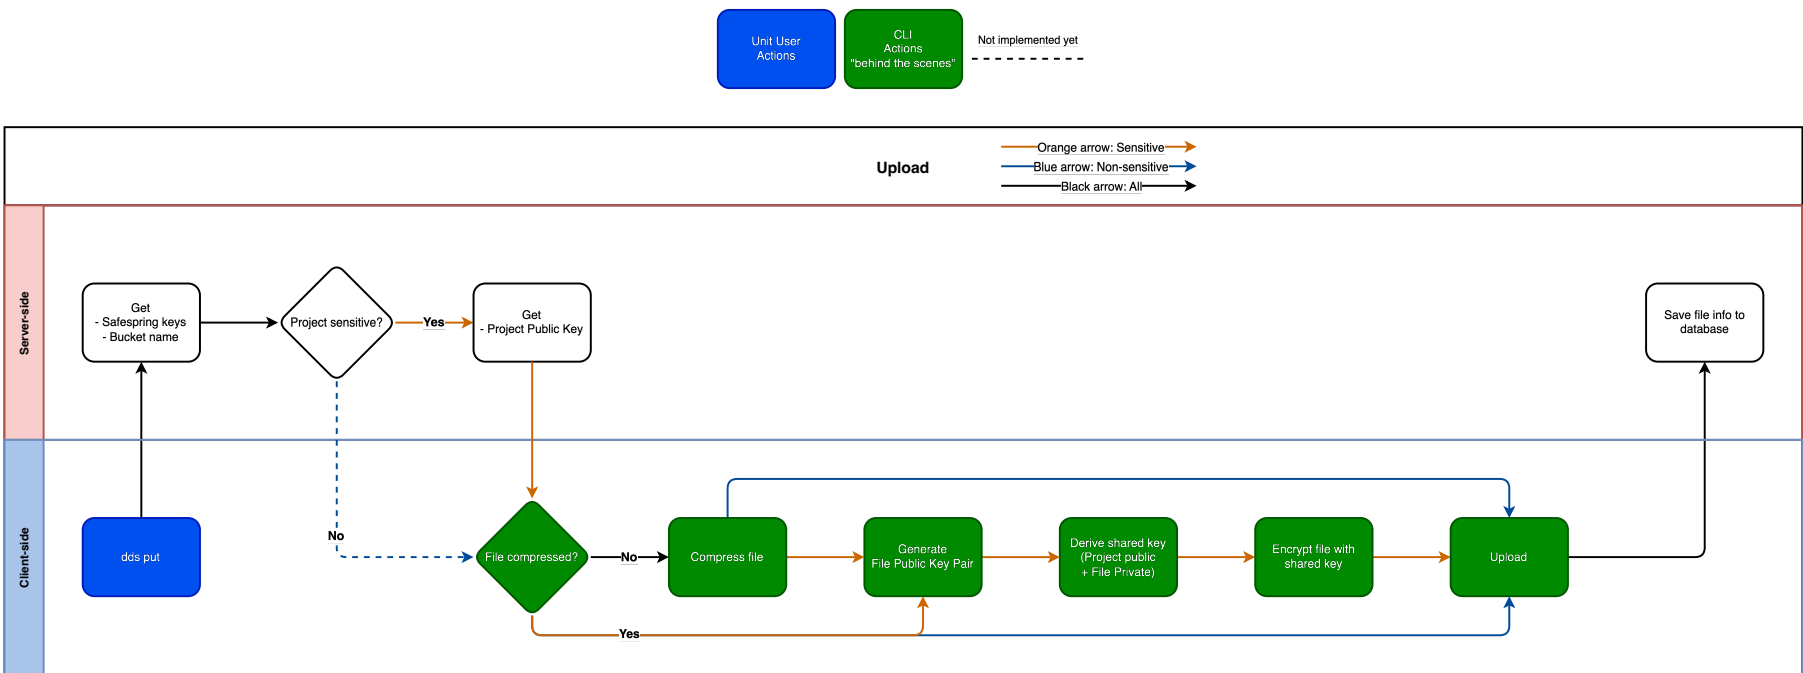 Unit User
Actions
CLI
Actions
"behind the scenes"
Not implemented yet
Upload
Orange arrow: Sensitive
Blue arrow: Non-sensitive
Black arrow: All
Server-side
Get
- Safespring keys
- Bucket name
Project sensitive?
Yes
Get
- Project Public Key
Save file info to
database
No
Client-side
dds put
File compressed?
No
Compress file
Generate
File Public Key Pair
Derive shared key
(Project public
+ File Private)
Encrypt file with
shared key
Upload
Yes